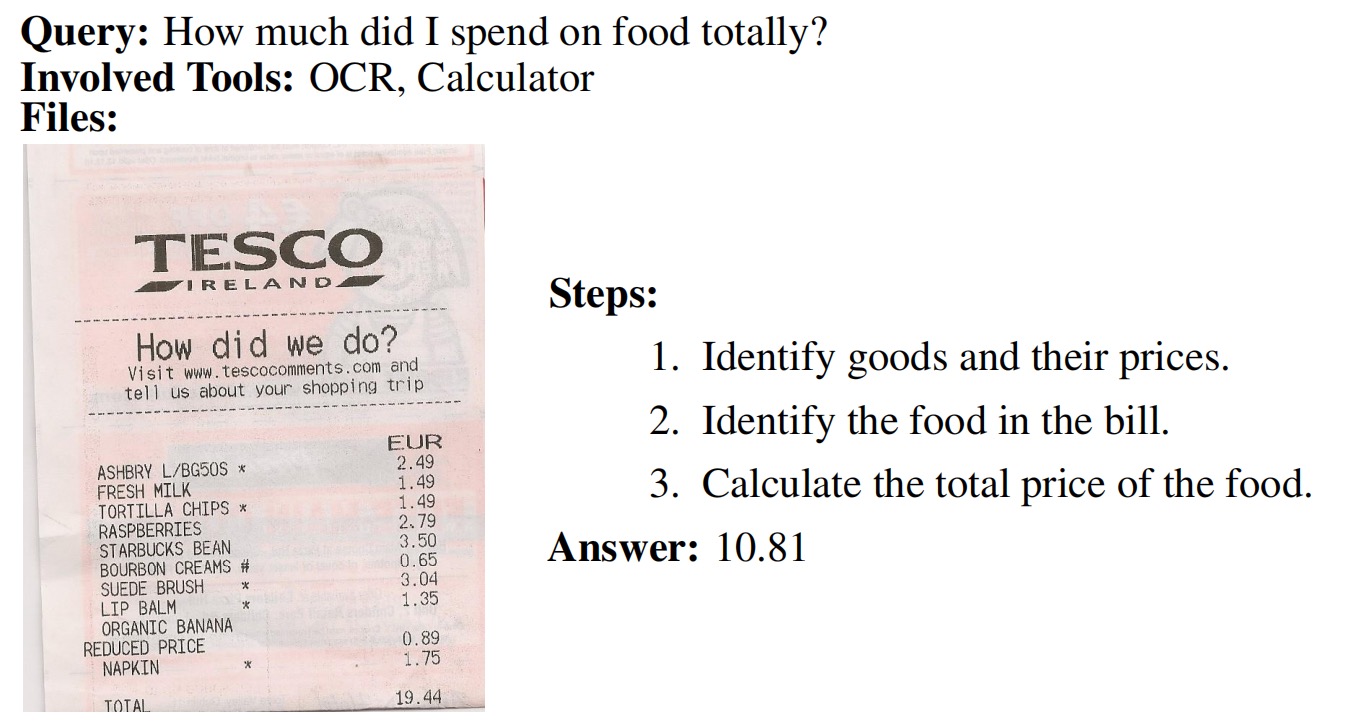 Query: How much did I spend on food totally?
Involved Tools: OCR, Calculator
Files:
TESCO
IRELAND
How did we do?
Visit www.tescocomments.com and
tell us about your shopping trip
EUR
ASHBRY L/BG50S * 2.49
FRESH MILK 1.49
TORTILLA CHIPS * 1.49
RASPBERRIES 2.79
STARBUCKS BEAN 3.50
BOURBON CREAMS # 0.65
SUEDE BRUSH * 3.04
LIP BALM * 1.35
ORGANIC BANANA
REDUCED PRICE 0.89
NAPKIN * 1.75
TOTAL 19.44
Steps:
1. Identify goods and their prices.
2. Identify the food in the bill.
3. Calculate the total price of the food.
Answer: 10.81